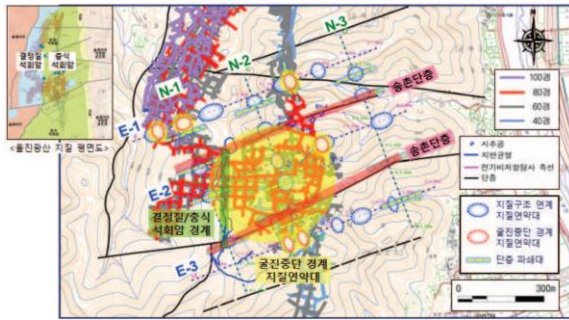 결정질
석회암
중식
석회암
<울진광산 지질 평면도>
N-1
N-2
N-3
N
E-1
E-2
E-3
송촌단층
송촌단층
결정질/충식
석회암 경계
굴진중단 경계
지질연약대
100경
80경
60경
40경
시추공
지반균열
전기비저항탐사 측선
단층
지질구조 연계
지질연약대
굴진중단 경계
지질연약대
단층 파쇄대
0
300m